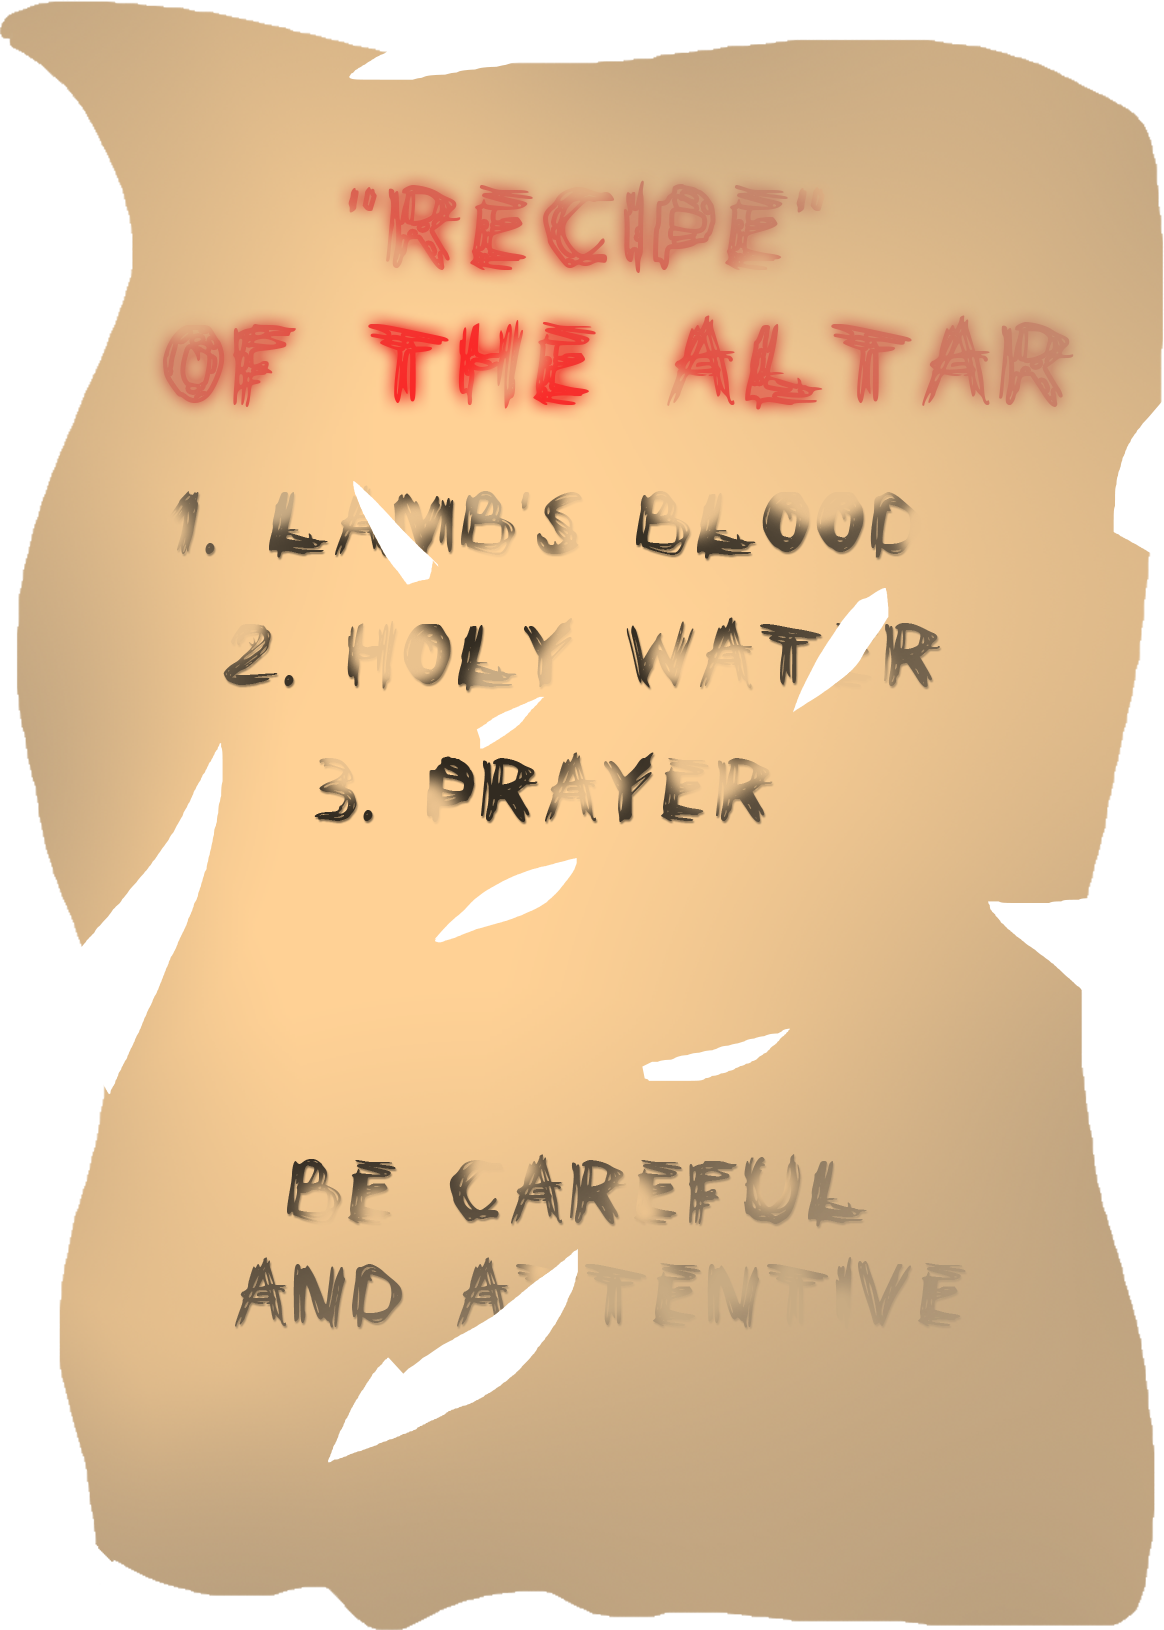 "RECIPE"
OF THE ALTAR
1. LAMB'S BLOOD
2. HOLY WATER
3. PRAYER
BE CAREFUL
AND ATTENTIVE